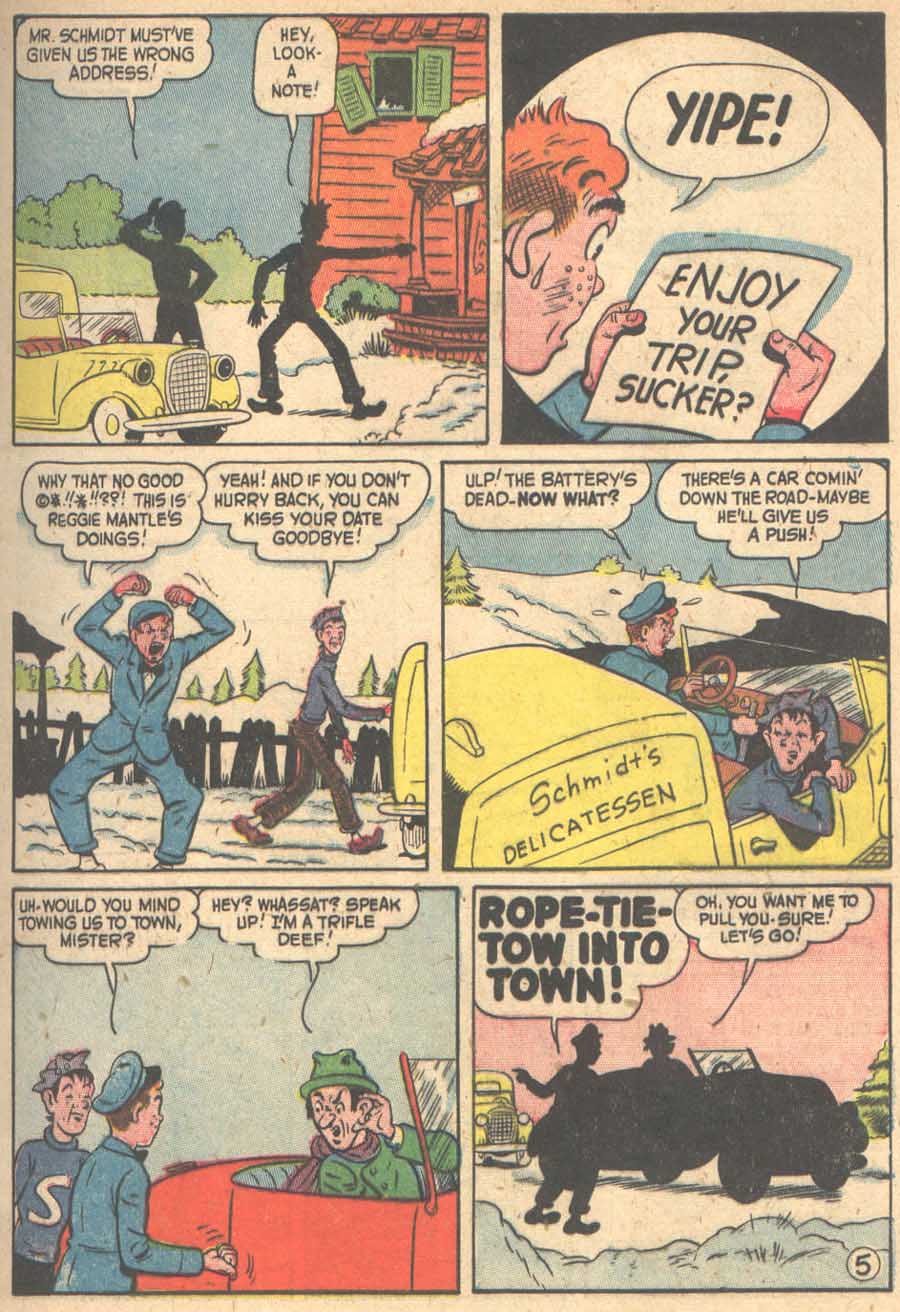 MR. SCHMIDT MUST'VE
GIVEN US THE WRONG
ADDRESS!
HEY,
LOOK-
A
NOTE!
YIPE!
ENJOY
YOUR
TRIP,
SUCKER?
WHY THAT NO GOOD
@*!!*!!??! THIS IS
REGGIE MANTLE'S
DOINGS!
YEAH! AND IF YOU DON'T
HURRY BACK, YOU CAN
KISS YOUR DATE
GOODBYE!
ULP! THE BATTERY'S
DEAD-NOW WHAT?
THERE'S A CAR COMIN'
DOWN THE ROAD-MAYBE
HE'LL GIVE US
A PUSH!
Schmidt's
DELICATESSEN
UH-WOULD YOU MIND
TOWING US TO TOWN,
MISTER?
HEY? WHASSAT? SPEAK
UP! I'M A TRIFLE
DEEF!
S
ROPE-TIE-
TOW INTO
TOWN!
OH, YOU WANT ME TO
PULL YOU-SURE!
LET'S GO!
5